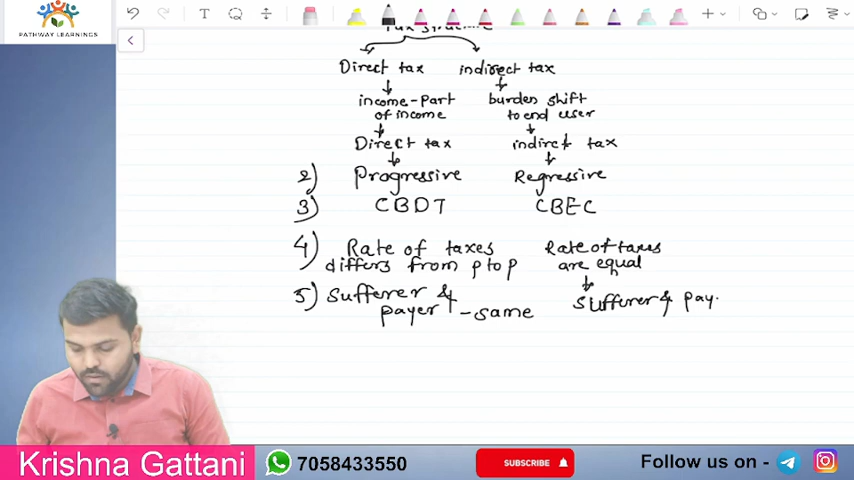 PATHWAY LEARNINGS
Tax structure
Direct tax indirect tax
income-part burden shift
of income to end user
Direct tax indirect tax
2) Progressive Regressive
3) CBDT CBEC
4) Rate of taxes Rate of taxes
differs from p to p are equal
5) Sufferer & Sufferer & pay
payer - same
Krishna Gattani 7058433550 SUBSCRIBE Follow us on -